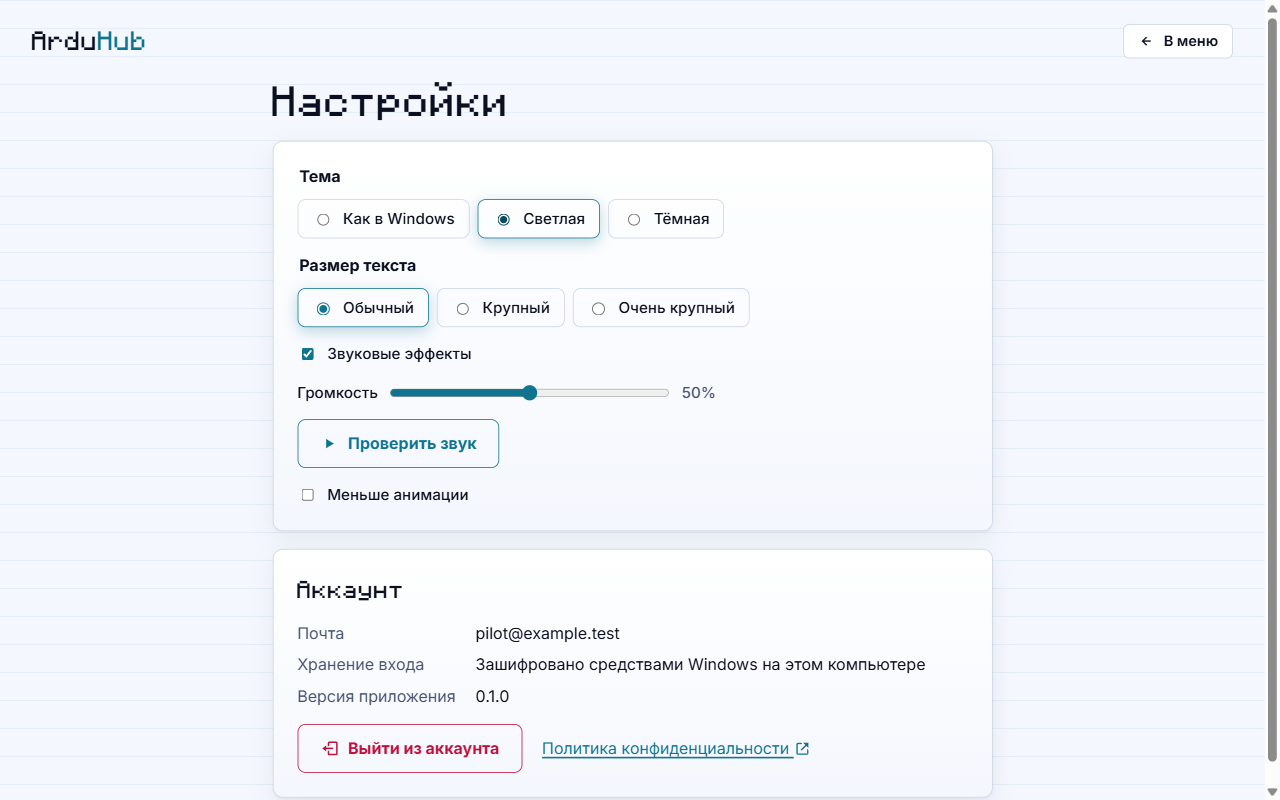 ArduHub
← В меню
Настройки
Тема
Как в Windows Светлая Тёмная
Размер текста
Обычный Крупный Очень крупный
Звуковые эффекты
Громкость 50%
Проверить звук
Меньше анимации
Аккаунт
Почта pilot@example.test
Хранение входа Зашифровано средствами Windows на этом компьютере
Версия приложения 0.1.0
Выйти из аккаунта Политика конфиденциальности